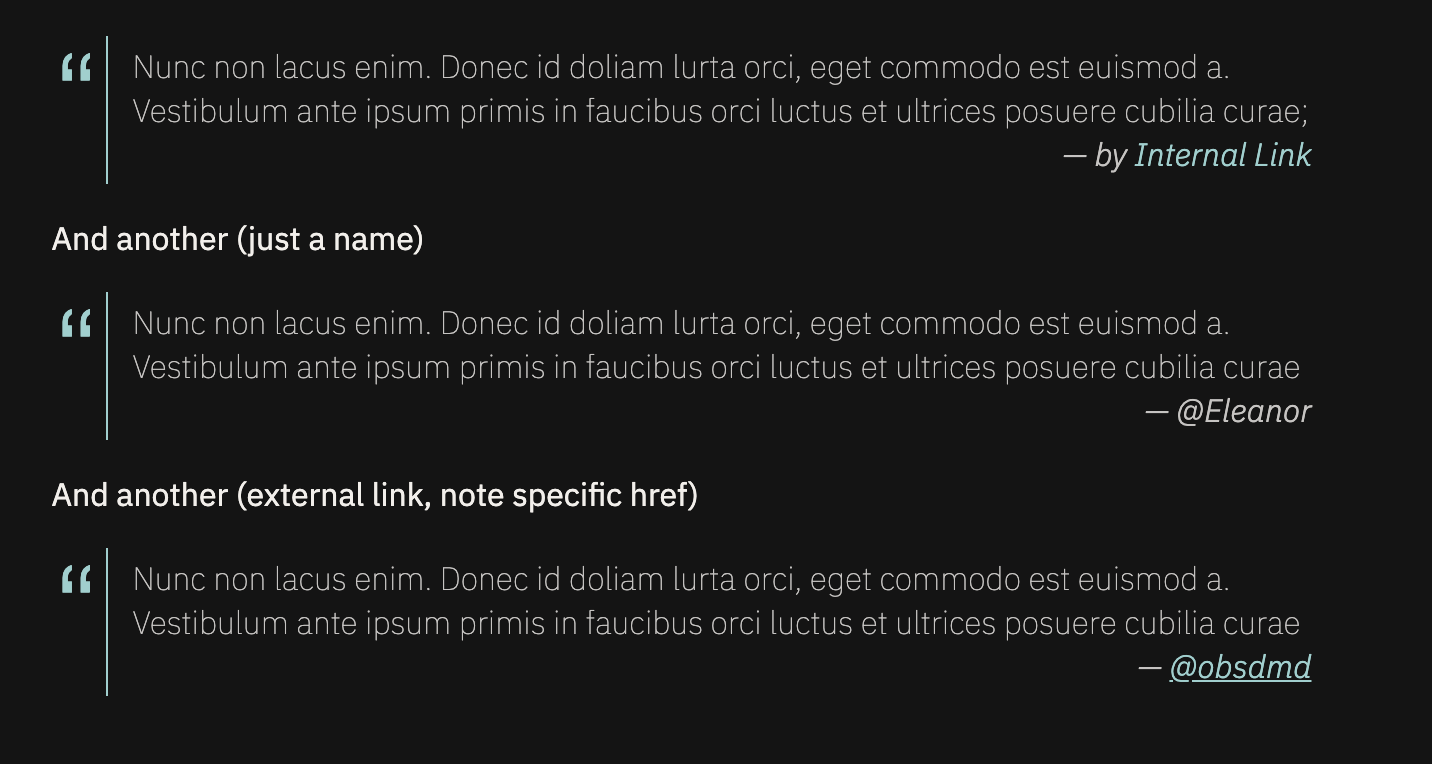 “ Nunc non lacus enim. Donec id doliam lurta orci, eget commodo est euismod a.
Vestibulum ante ipsum primis in faucibus orci luctus et ultrices posuere cubilia curae;
— by Internal Link
And another (just a name)
“ Nunc non lacus enim. Donec id doliam lurta orci, eget commodo est euismod a.
Vestibulum ante ipsum primis in faucibus orci luctus et ultrices posuere cubilia curae
— @Eleanor
And another (external link, note specific href)
“ Nunc non lacus enim. Donec id doliam lurta orci, eget commodo est euismod a.
Vestibulum ante ipsum primis in faucibus orci luctus et ultrices posuere cubilia curae
— @obsdmd